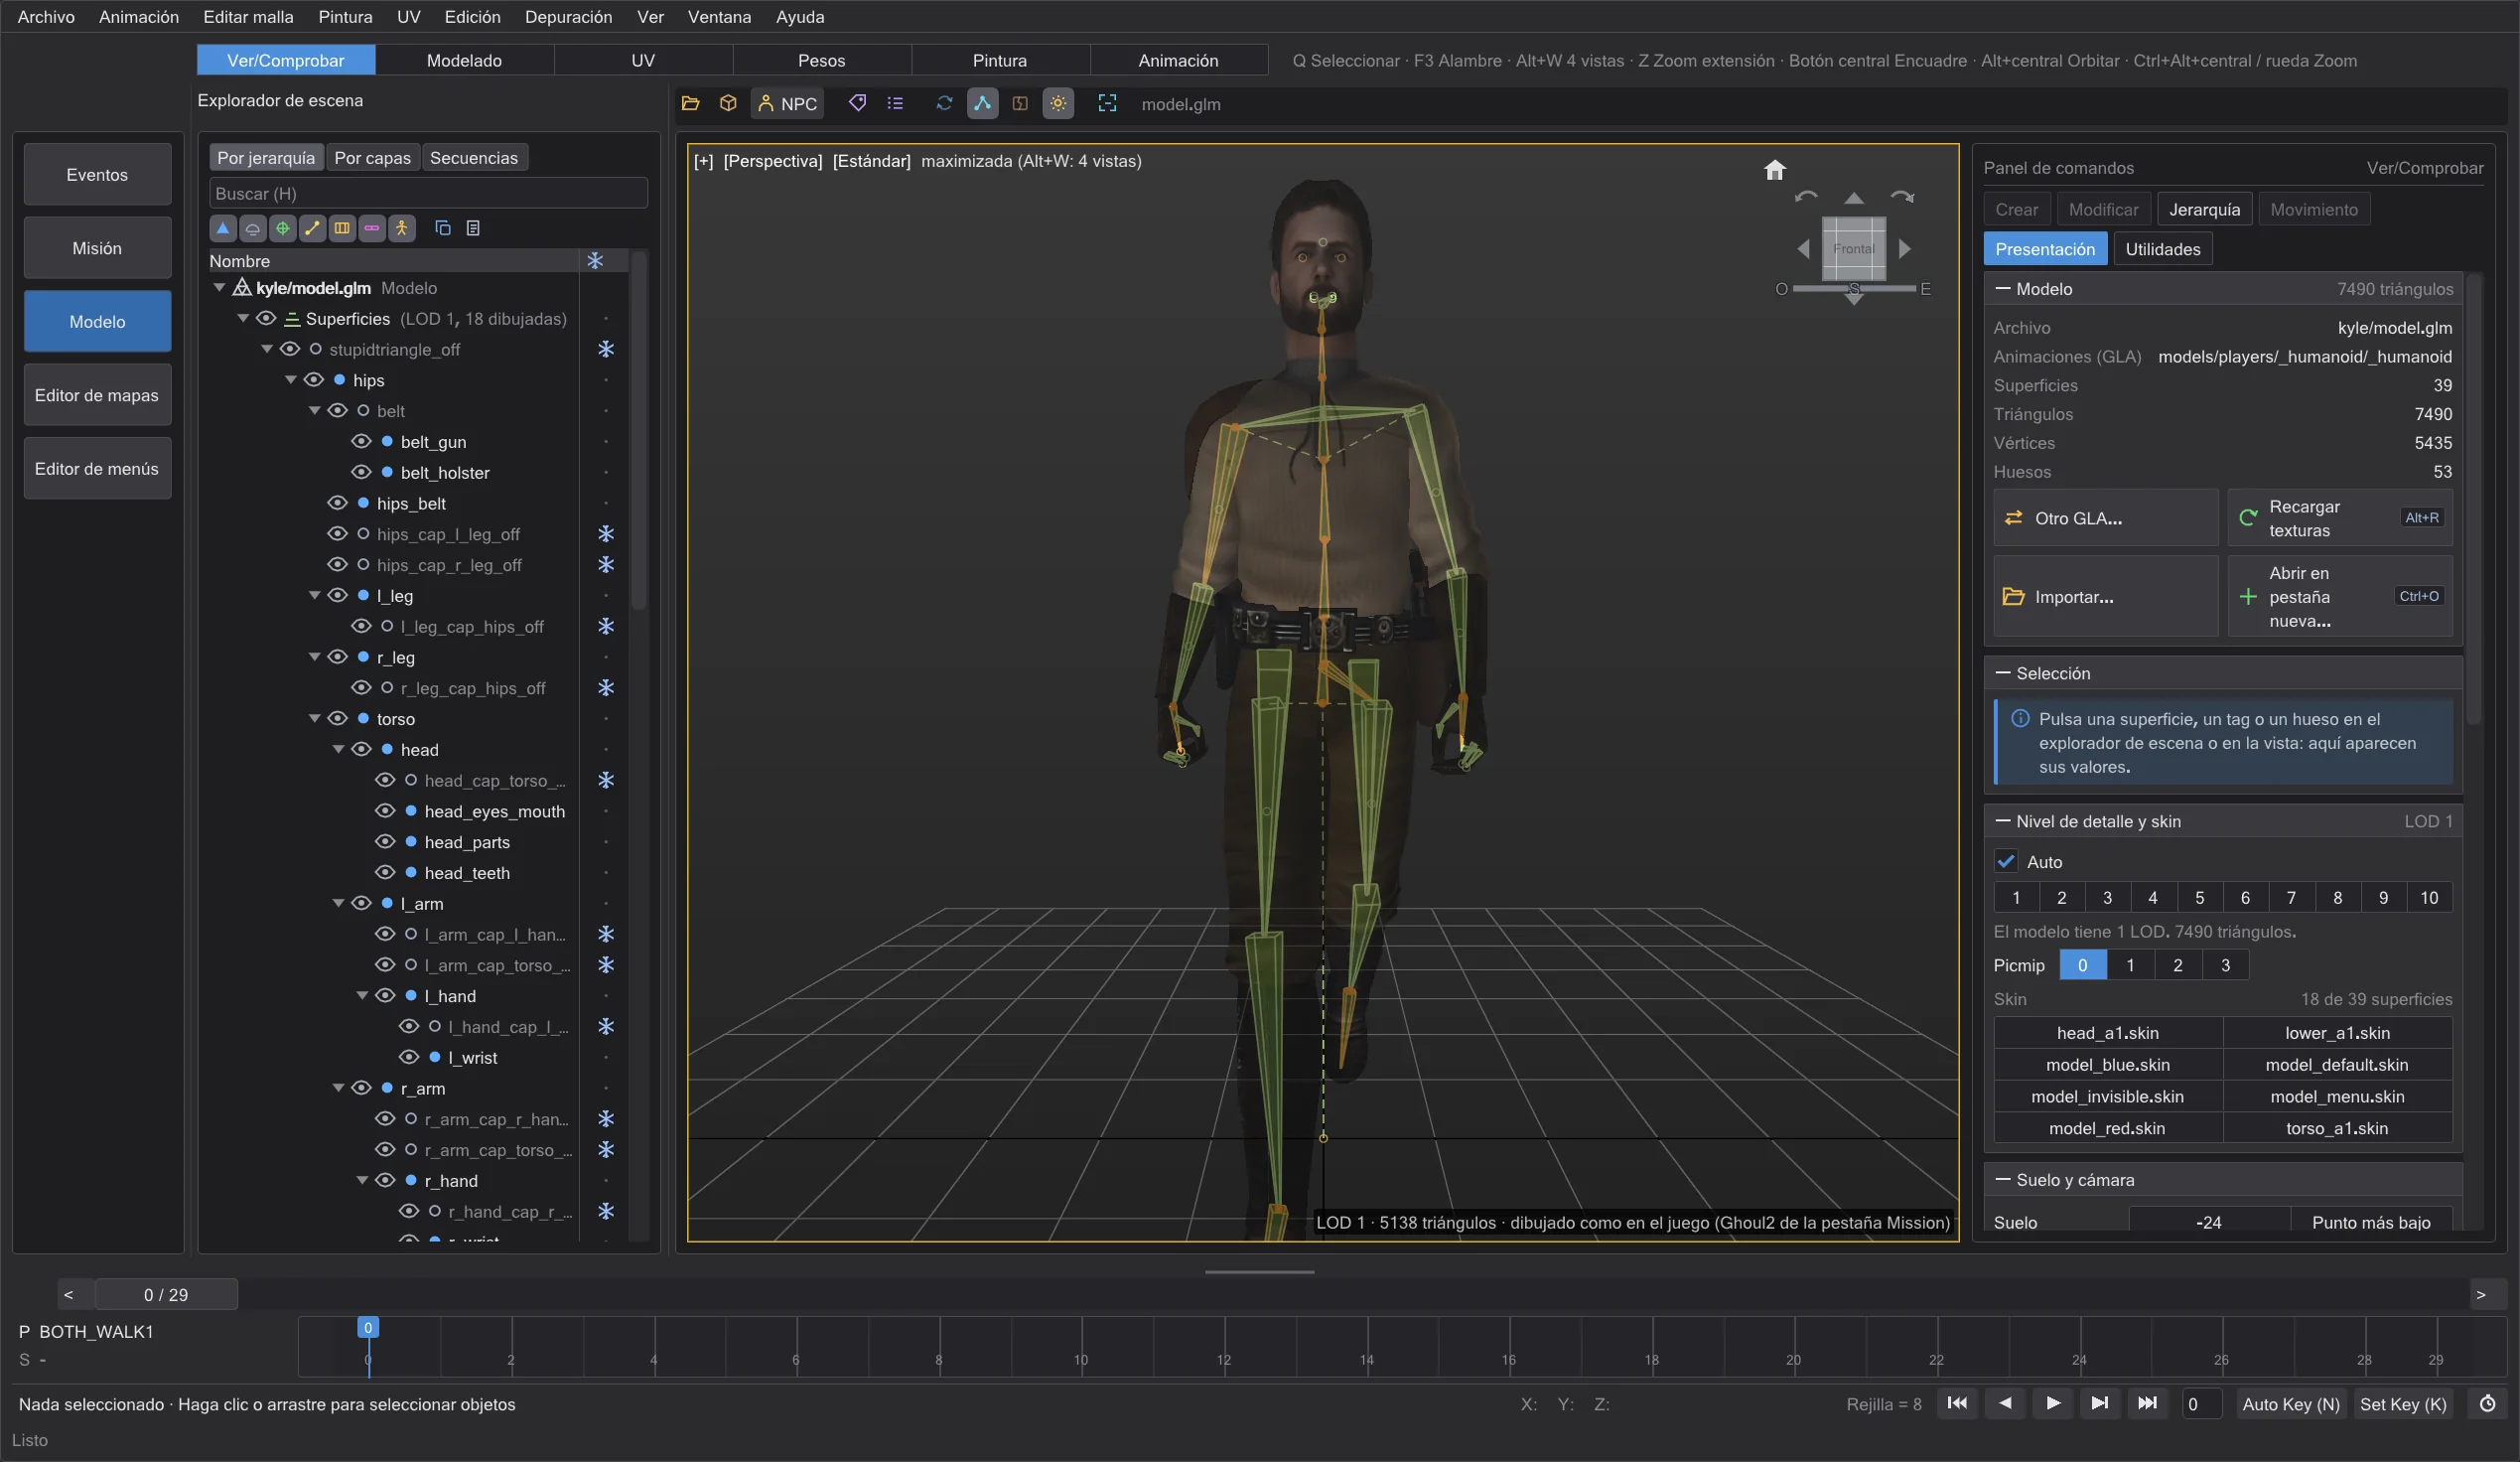 Archivo Animación Editar malla Pintura UV Edición Depuración Ver Ventana Ayuda
Ver/Comprobar Modelado UV Pesos Pintura Animación Q Seleccionar · F3 Alambre · Alt+W 4 vistas · Z Zoom extensión · Botón central Encuadre · Alt+central Orbitar · Ctrl+Alt+central / rueda Zoom
Explorador de escena
NPC model.glm
Eventos
Misión
Modelo
Editor de mapas
Editor de menús
Por jerarquía Por capas Secuencias
Buscar (H)
Nombre
kyle/model.glm Modelo
Superficies (LOD 1, 18 dibujadas)
stupidtriangle_off
hips
belt
belt_gun
belt_holster
hips_belt
hips_cap_l_leg_off
hips_cap_r_leg_off
l_leg
l_leg_cap_hips_off
r_leg
r_leg_cap_hips_off
torso
head
head_cap_torso_...
head_eyes_mouth
head_parts
head_teeth
l_arm
l_arm_cap_l_han...
l_arm_cap_torso_...
l_hand
l_hand_cap_l_...
l_wrist
r_arm
r_arm_cap_r_han...
r_arm_cap_torso_...
r_hand
r_hand_cap_r_...
r_wrist
[+] [Perspectiva] [Estándar] maximizada (Alt+W: 4 vistas)
Frontal
O S E
LOD 1 · 5138 triángulos · dibujado como en el juego (Ghoul2 de la pestaña Mission)
Panel de comandos Ver/Comprobar
Crear Modificar Jerarquía Movimiento
Presentación Utilidades
Modelo 7490 triángulos
Archivo kyle/model.glm
Animaciones (GLA) models/players/_humanoid/_humanoid
Superficies 39
Triángulos 7490
Vértices 5435
Huesos 53
Otro GLA...
Recargar texturas Alt+R
Importar...
Abrir en pestaña nueva... Ctrl+O
Selección
Pulsa una superficie, un tag o un hueso en el
explorador de escena o en la vista: aquí aparecen
sus valores.
Nivel de detalle y skin LOD 1
Auto
1 2 3 4 5 6 7 8 9 10
El modelo tiene 1 LOD. 7490 triángulos.
Picmip 0 1 2 3
Skin 18 de 39 superficies
head_a1.skin lower_a1.skin
model_blue.skin model_default.skin
model_invisible.skin model_menu.skin
model_red.skin torso_a1.skin
Suelo y cámara
Suelo -24 Punto más bajo
< 0 / 29 >
P BOTH_WALK1
S -
0
0 2 4 6 8 10 12 14 16 18 20 22 24 26 28 29
Nada seleccionado · Haga clic o arrastre para seleccionar objetos X: Y: Z: Rejilla = 8 0 Auto Key (N) Set Key (K)
Listo